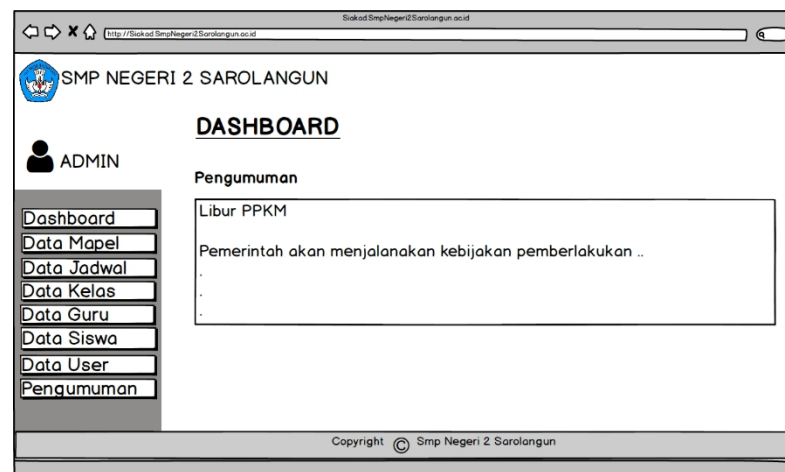 Siakad.SmpNegeri2Sarolangun.ac.id
http://Siakad.SmpNegeri2Sarolangun.ac.id
SMP NEGERI 2 SAROLANGUN
DASHBOARD
ADMIN
Pengumuman
Libur PPKM
Pemerintah akan menjalanakan kebijakan pemberlakukan ..
.
.
.
Dashboard
Data Mapel
Data Jadwal
Data Kelas
Data Guru
Data Siswa
Data User
Pengumuman
Copyright © Smp Negeri 2 Sarolangun